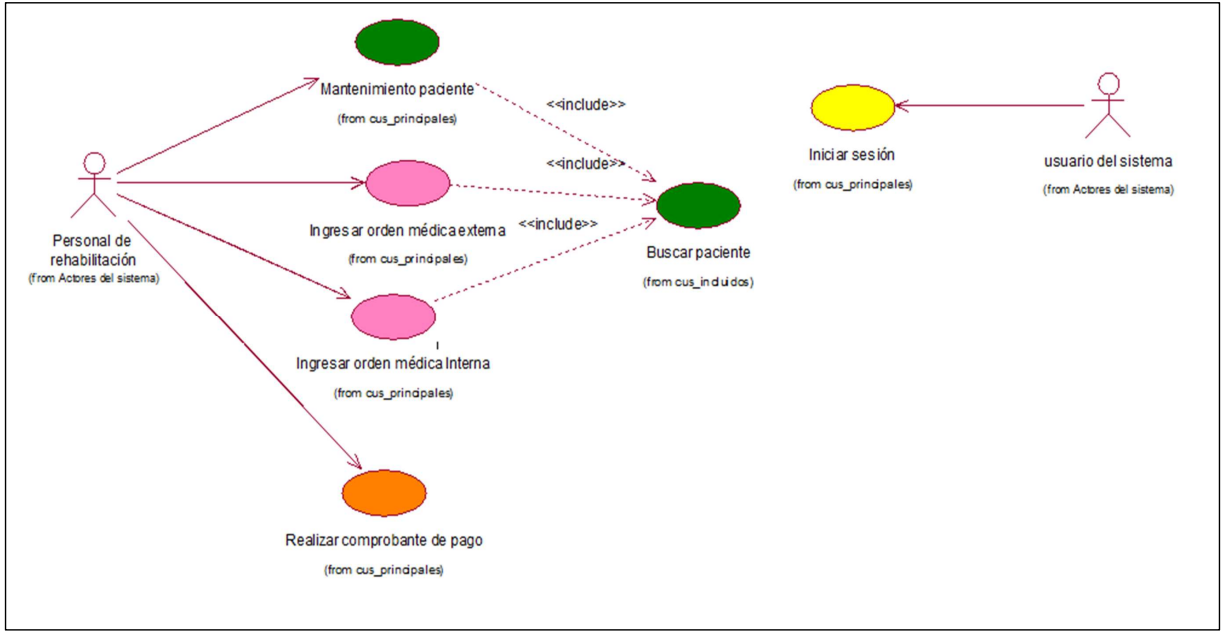 Mantenimiento paciente
(from cus_principales)
<<include>>
Iniciar sesión
(from cus_principales)
usuario del sistema
(from Actores del sistema)
Personal de
rehabilitación
(from Actores del sistema)
Ingresar orden médica externa
(from cus_principales)
<<include>>
<<include>>
Buscar paciente
(from cus_incluidos)
Ingresar orden médica Interna
(from cus_principales)
Realizar comprobante de pago
(from cus_principales)